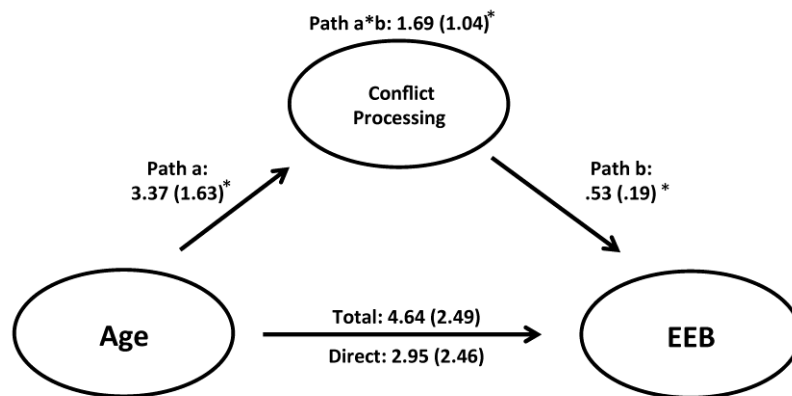 Path a*b: 1.69 (1.04)*
Conflict
Processing
Path a:
3.37 (1.63)*
Path b:
.53 (.19) *
Age
Total: 4.64 (2.49)
Direct: 2.95 (2.46)
EEB